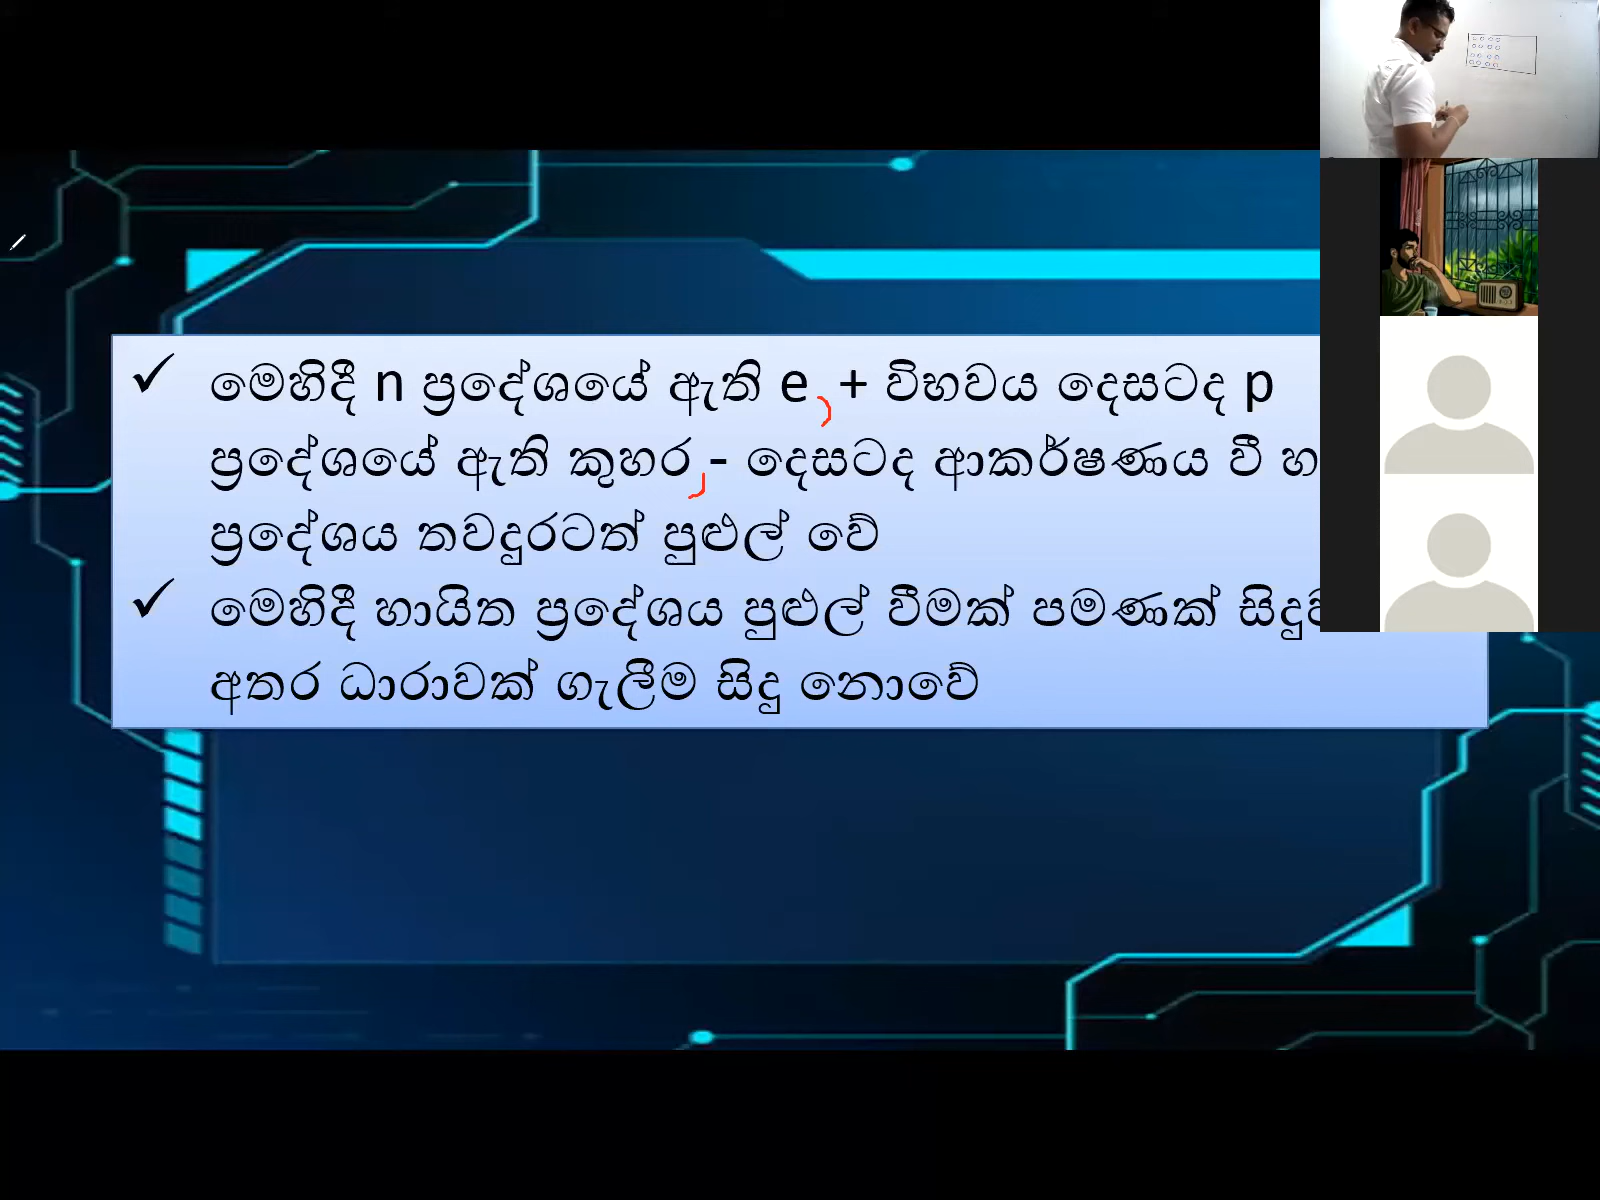 ✓ මෙහිදී n ප්‍රදේශයේ ඇති e , + විභවය දෙසටද p
ප්‍රදේශයේ ඇති කුහර , - දෙසටද ආකර්ෂණය වී
ප්‍රදේශය තවදුරටත් පුළුල් වේ
✓ මෙහිදී හායිත ප්‍රදේශය පුළුල් වීමක් පමණක්
අතර ධාරාවක් ගැලීම සිදු නොවේ